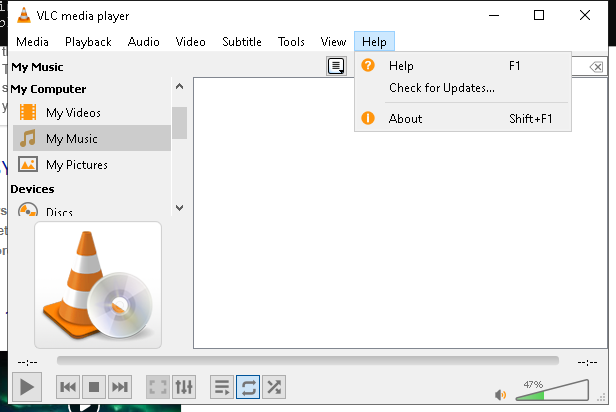 VLC media player
Media Playback Audio Video Subtitle Tools View Help
My Music
Help F1
My Computer
Check for Updates...
My Videos
About Shift+F1
My Music
My Pictures
Devices
Discs
--:-- --:--
47%